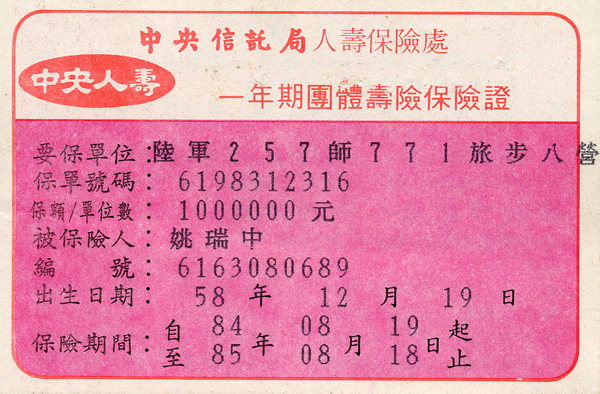 中央信託局人壽保險處
中央人壽
一年期團體壽險保險證
要保單位:陸軍257師771旅步八營
保單號碼:6198312316
保額/單位數:1000000元
被保險人:姚瑞中
編號:6163080689
出生日期:58年12月19日
保險期間:自84年08月19日起
至85年08月18日止